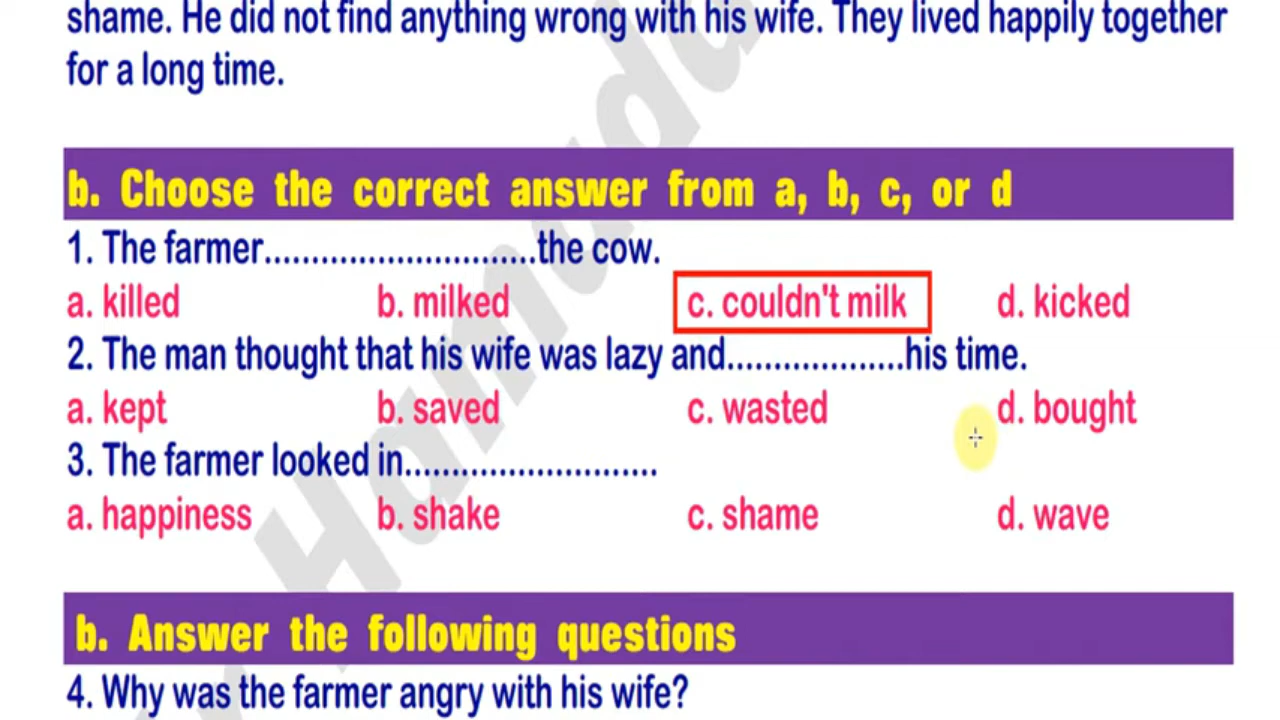 shame. He did not find anything wrong with his wife. They lived happily together
for a long time.
b. Choose the correct answer from a, b, c, or d
1. The farmer.............................the cow.
a. killed b. milked c. couldn't milk d. kicked
2. The man thought that his wife was lazy and...................his time.
a. kept b. saved c. wasted d. bought
3. The farmer looked in...........................
a. happiness b. shake c. shame d. wave
b. Answer the following questions
4. Why was the farmer angry with his wife?